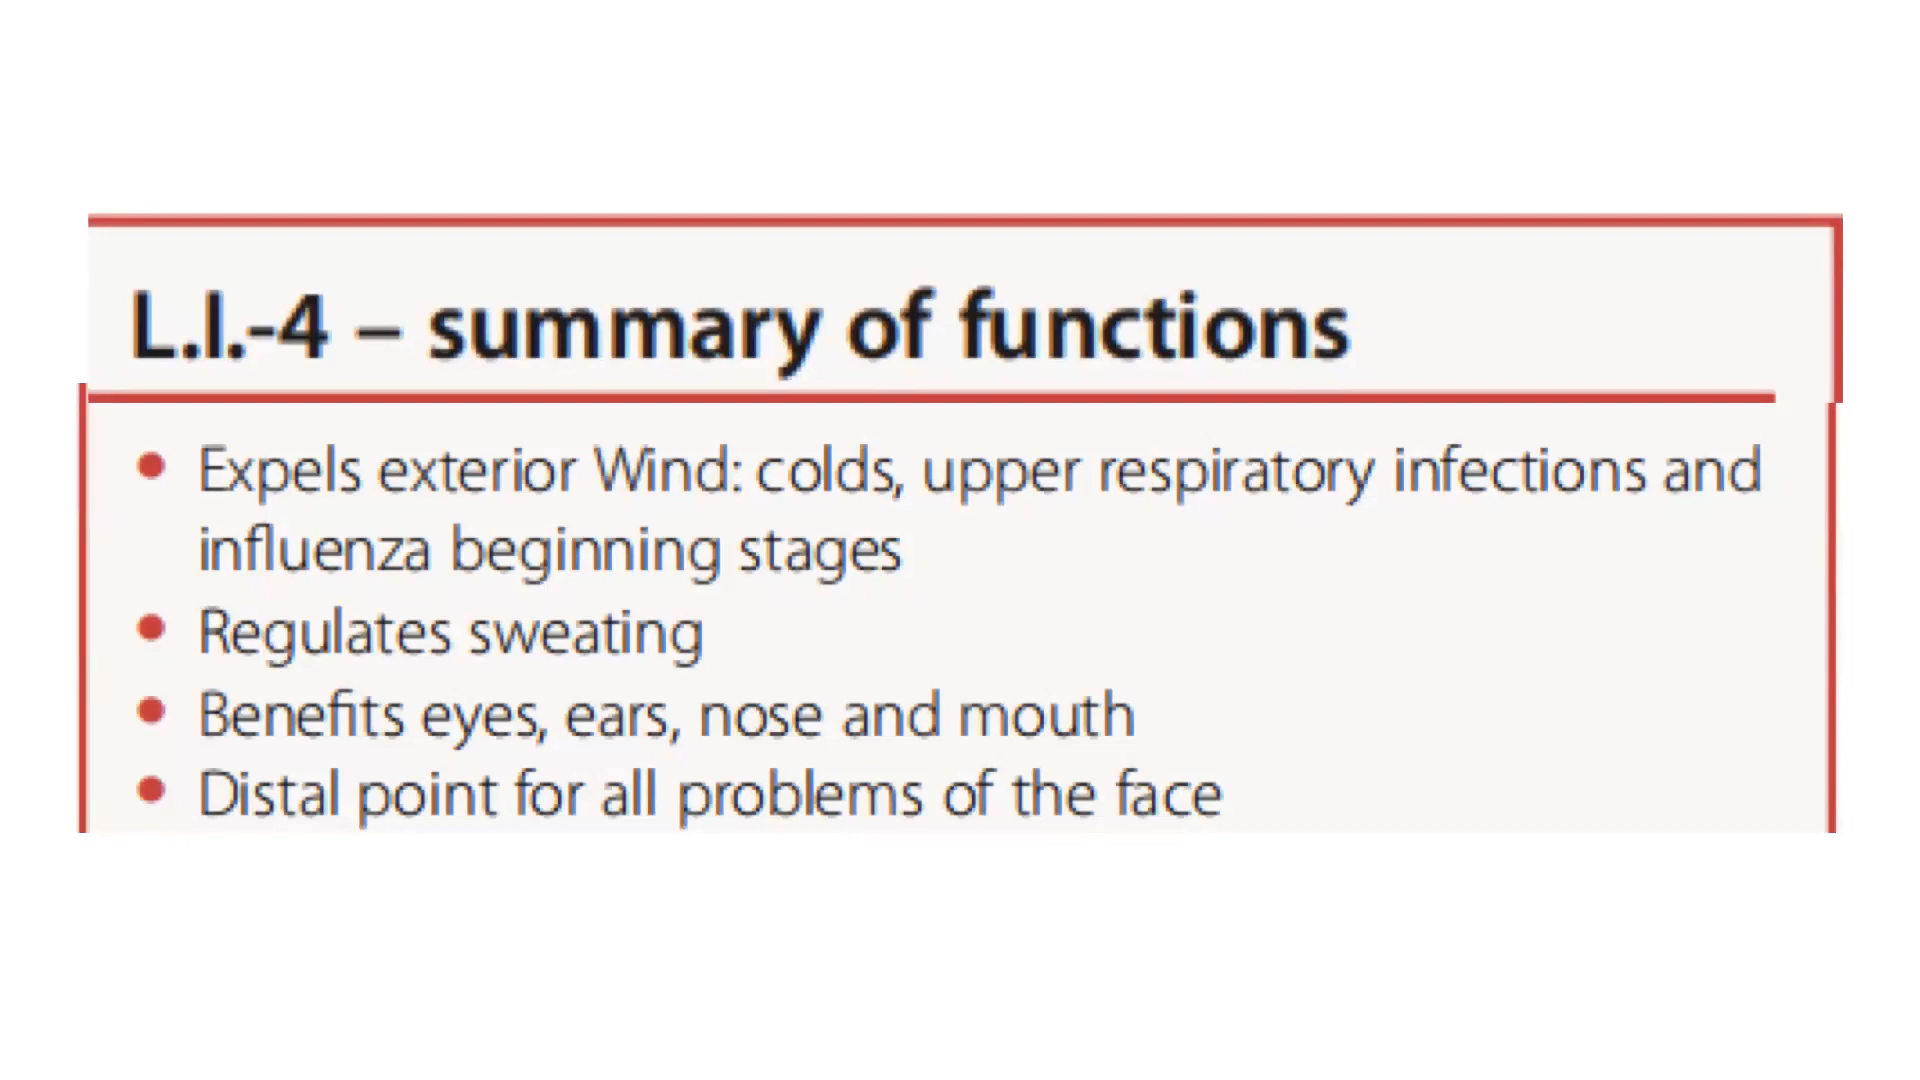 L.I.-4 – summary of functions
• Expels exterior Wind: colds, upper respiratory infections and
influenza beginning stages
• Regulates sweating
• Benefits eyes, ears, nose and mouth
• Distal point for all problems of the face